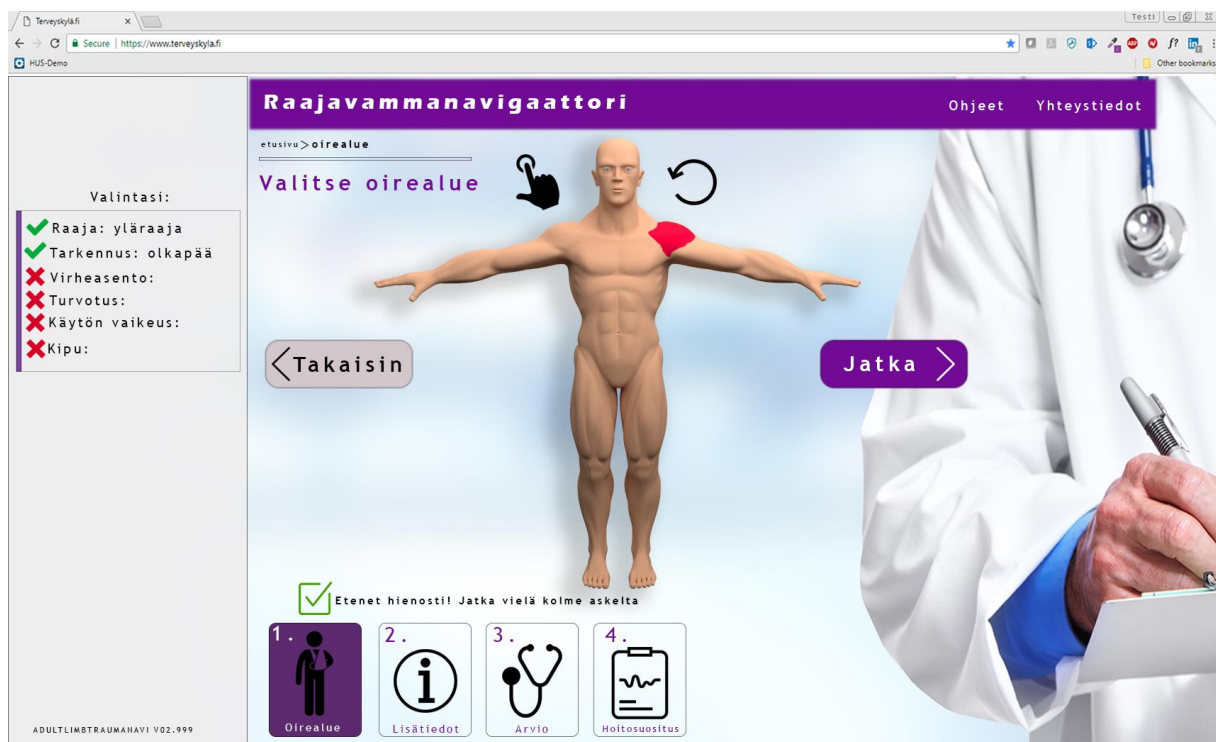 Terveyskylä.fi
Testi
Secure | https://www.terveyskyla.fi
HUS-Demo
Other bookmarks
Raajavammanavigaattori
Ohjeet
Yhteystiedot
etusivu>oirealue
Valitse oirealue
Valintasi:
Raaja: yläraaja
Tarkennus: olkapää
Virheasento:
Turvotus:
Käytön vaikeus:
Kipu:
Takaisin
Jatka
Etenet hienosti! Jatka vielä kolme askelta
1.
Oirealue
2.
Lisätiedot
3.
Arvio
4.
Hoitosuositus
ADULTLIMBTRAUMANAVI V02.999